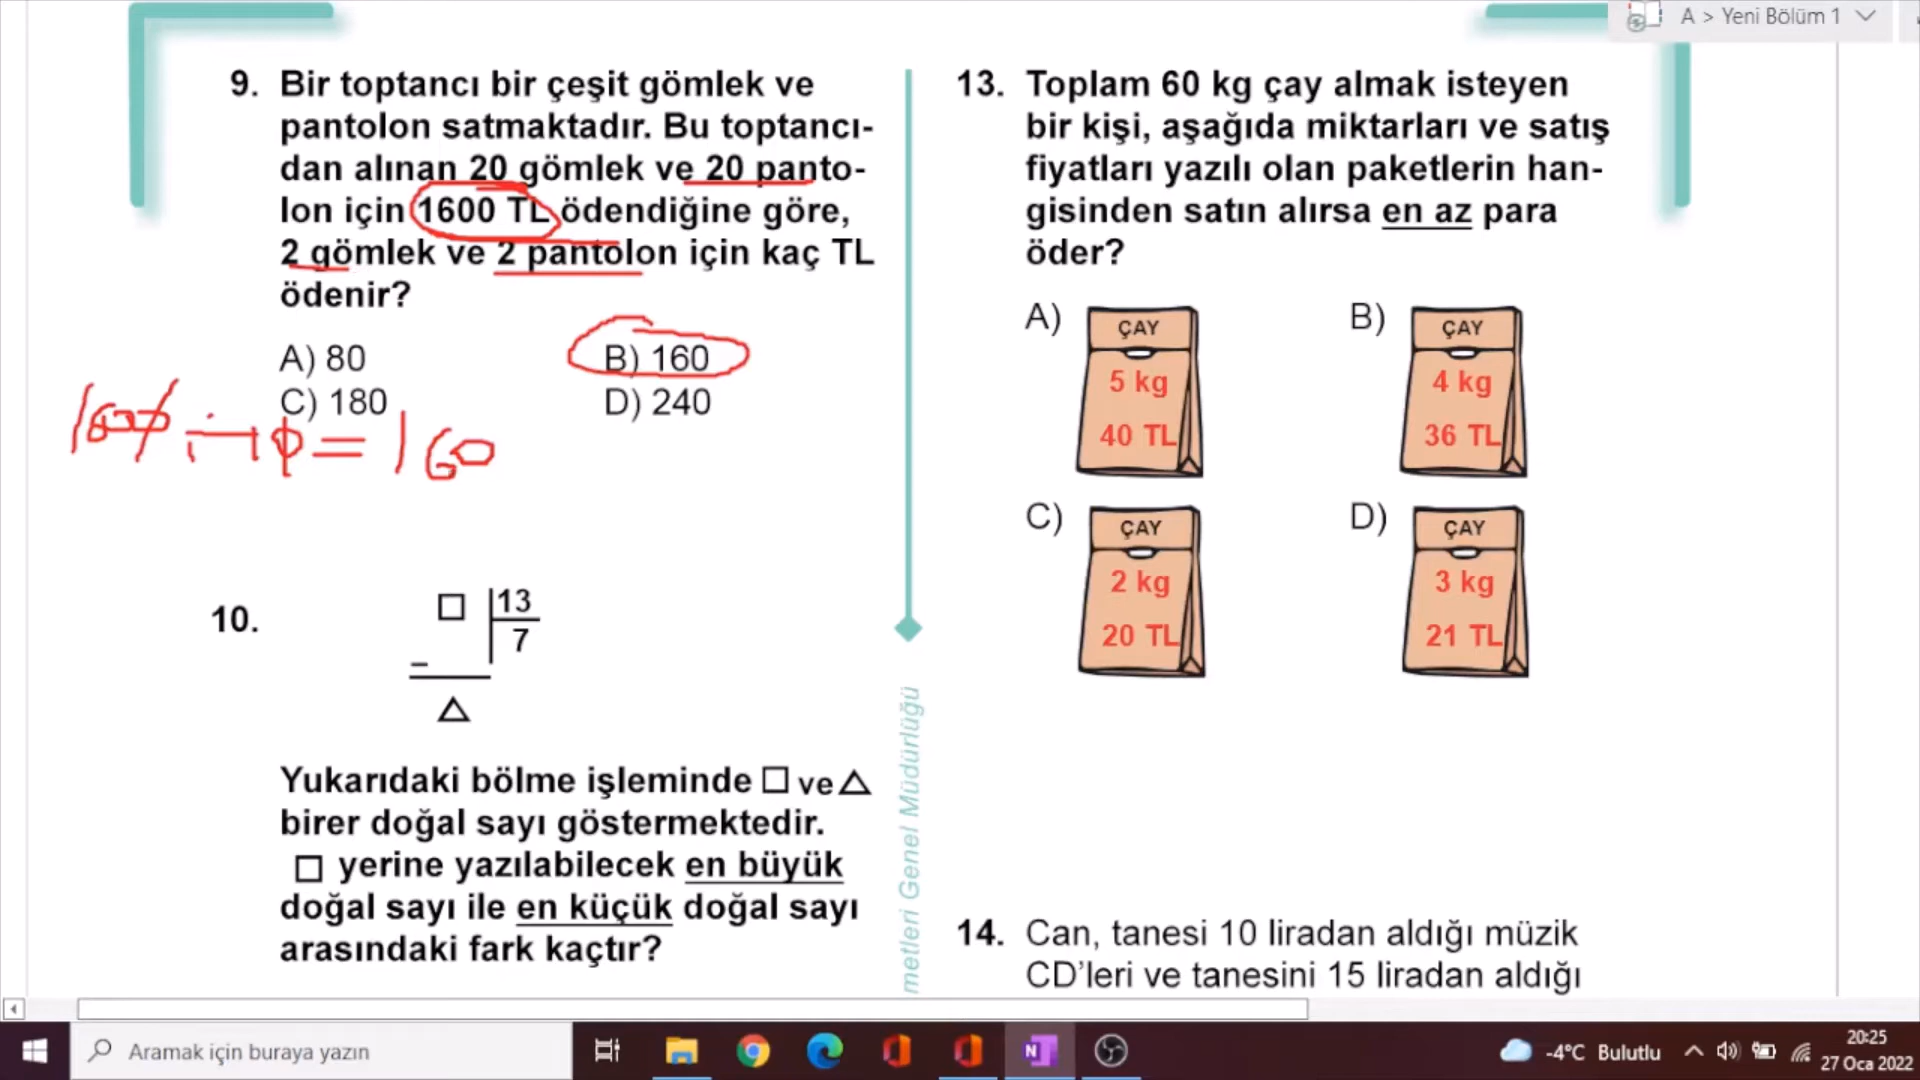 A > Yeni Bölüm 1
9. Bir toptancı bir çeşit gömlek ve
pantolon satmaktadır. Bu toptancı-
dan alınan 20 gömlek ve 20 panto-
lon için 1600 TL ödendiğine göre,
2 gömlek ve 2 pantolon için kaç TL
ödenir?
A) 80
B) 160
C) 180
D) 240
= 160
10.
□ 13
7
−
△
Yukarıdaki bölme işleminde □ ve △
birer doğal sayı göstermektedir.
□ yerine yazılabilecek en büyük
doğal sayı ile en küçük doğal sayı
arasındaki fark kaçtır?
metleri Genel Müdürlüğü
13. Toplam 60 kg çay almak isteyen
bir kişi, aşağıda miktarları ve satış
fiyatları yazılı olan paketlerin han-
gisinden satın alırsa en az para
öder?
A)
ÇAY
5 kg
40 TL
B)
ÇAY
4 kg
36 TL
C)
ÇAY
2 kg
20 TL
D)
ÇAY
3 kg
21 TL
14. Can, tanesi 10 liradan aldığı müzik
CD'leri ve tanesini 15 liradan aldığı
Aramak için buraya yazın
N
-4°C Bulutlu
20:25
27 Oca 2022